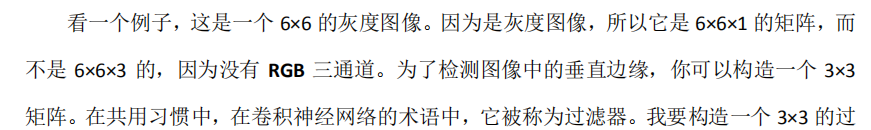 看一个例子，这是一个 6×6 的灰度图像。因为是灰度图像，所以它是 6×6×1 的矩阵，而
不是 6×6×3 的，因为没有 RGB 三通道。为了检测图像中的垂直边缘，你可以构造一个 3×3
矩阵。在共用习惯中，在卷积神经网络的术语中，它被称为过滤器。我要构造一个 3×3 的过